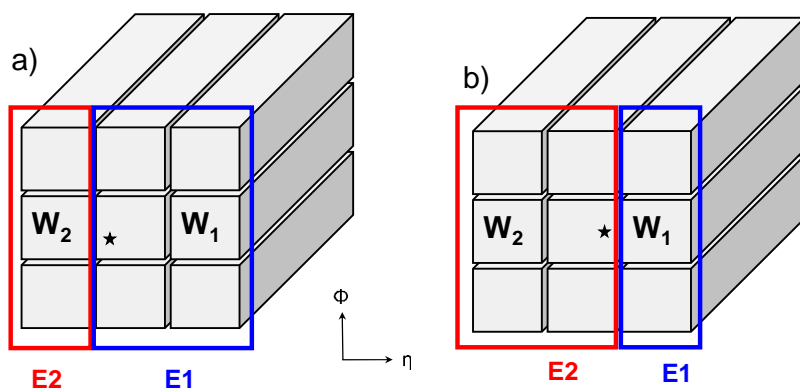 a)
W₂ W₁
E2 E1
b)
W₂ W₁
E2 E1
Φ
η